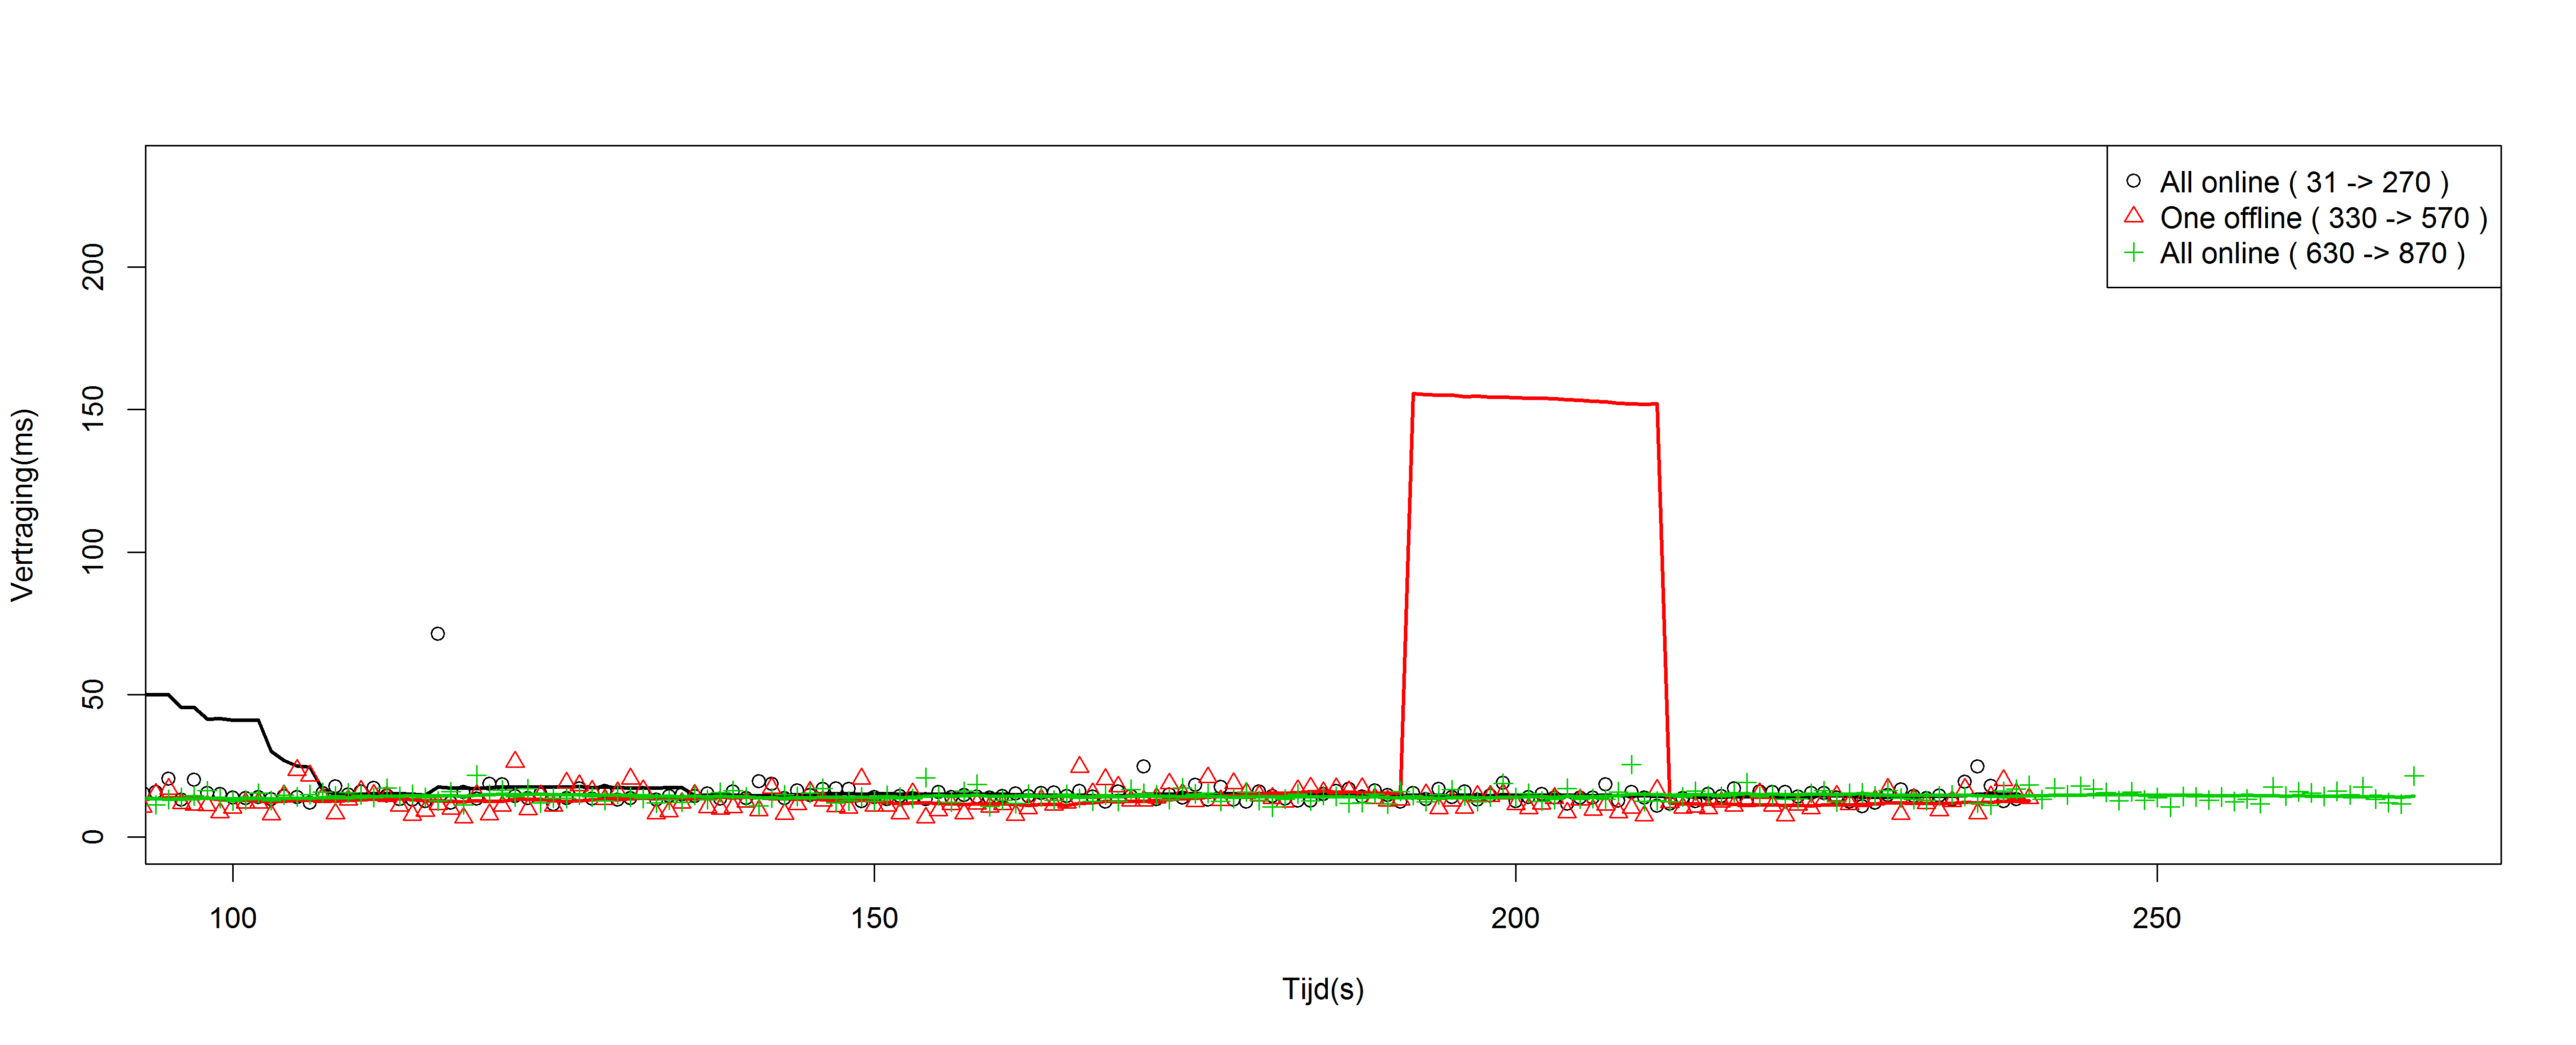 All online ( 31 -> 270 )
One offline ( 330 -> 570 )
All online ( 630 -> 870 )
Vertraging(ms)
200
150
100
50
0
100
150
200
250
Tijd(s)